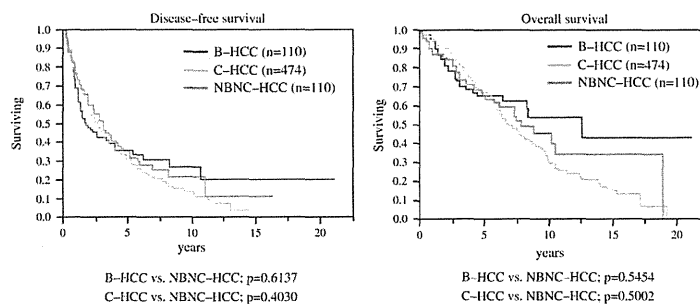 Disease-free survival
1.0
0.9
0.8
0.7
0.6
0.5
0.4
0.3
0.2
0.1
0.0
Surviving
B-HCC (n=110)
C-HCC (n=474)
NBNC-HCC (n=110)
0 5 10 15 20
years
B-HCC vs. NBNC-HCC; p=0.6137
C-HCC vs. NBNC-HCC; p=0.4030
Overall survival
1.0
0.9
0.8
0.7
0.6
0.5
0.4
0.3
0.2
0.1
0.0
Surviving
B-HCC (n=110)
C-HCC (n=474)
NBNC-HCC (n=110)
0 5 10 15 20
years
B-HCC vs. NBNC-HCC; p=0.5454
C-HCC vs. NBNC-HCC; p=0.5002